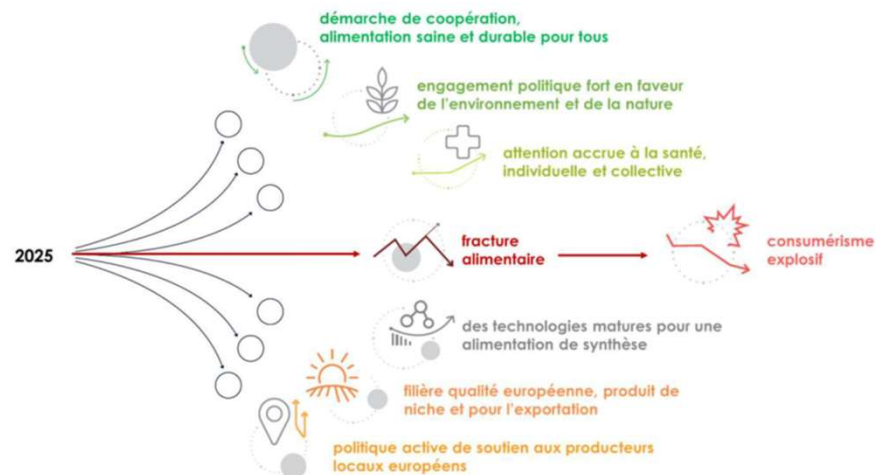 démarche de coopération,
alimentation saine et durable pour tous
engagement politique fort en faveur
de l'environnement et de la nature
attention accrue à la santé,
individuelle et collective
2025
fracture
alimentaire
consumérisme
explosif
des technologies matures pour une
alimentation de synthèse
filière qualité européenne, produit de
niche et pour l'exportation
politique active de soutien aux producteurs
locaux européens